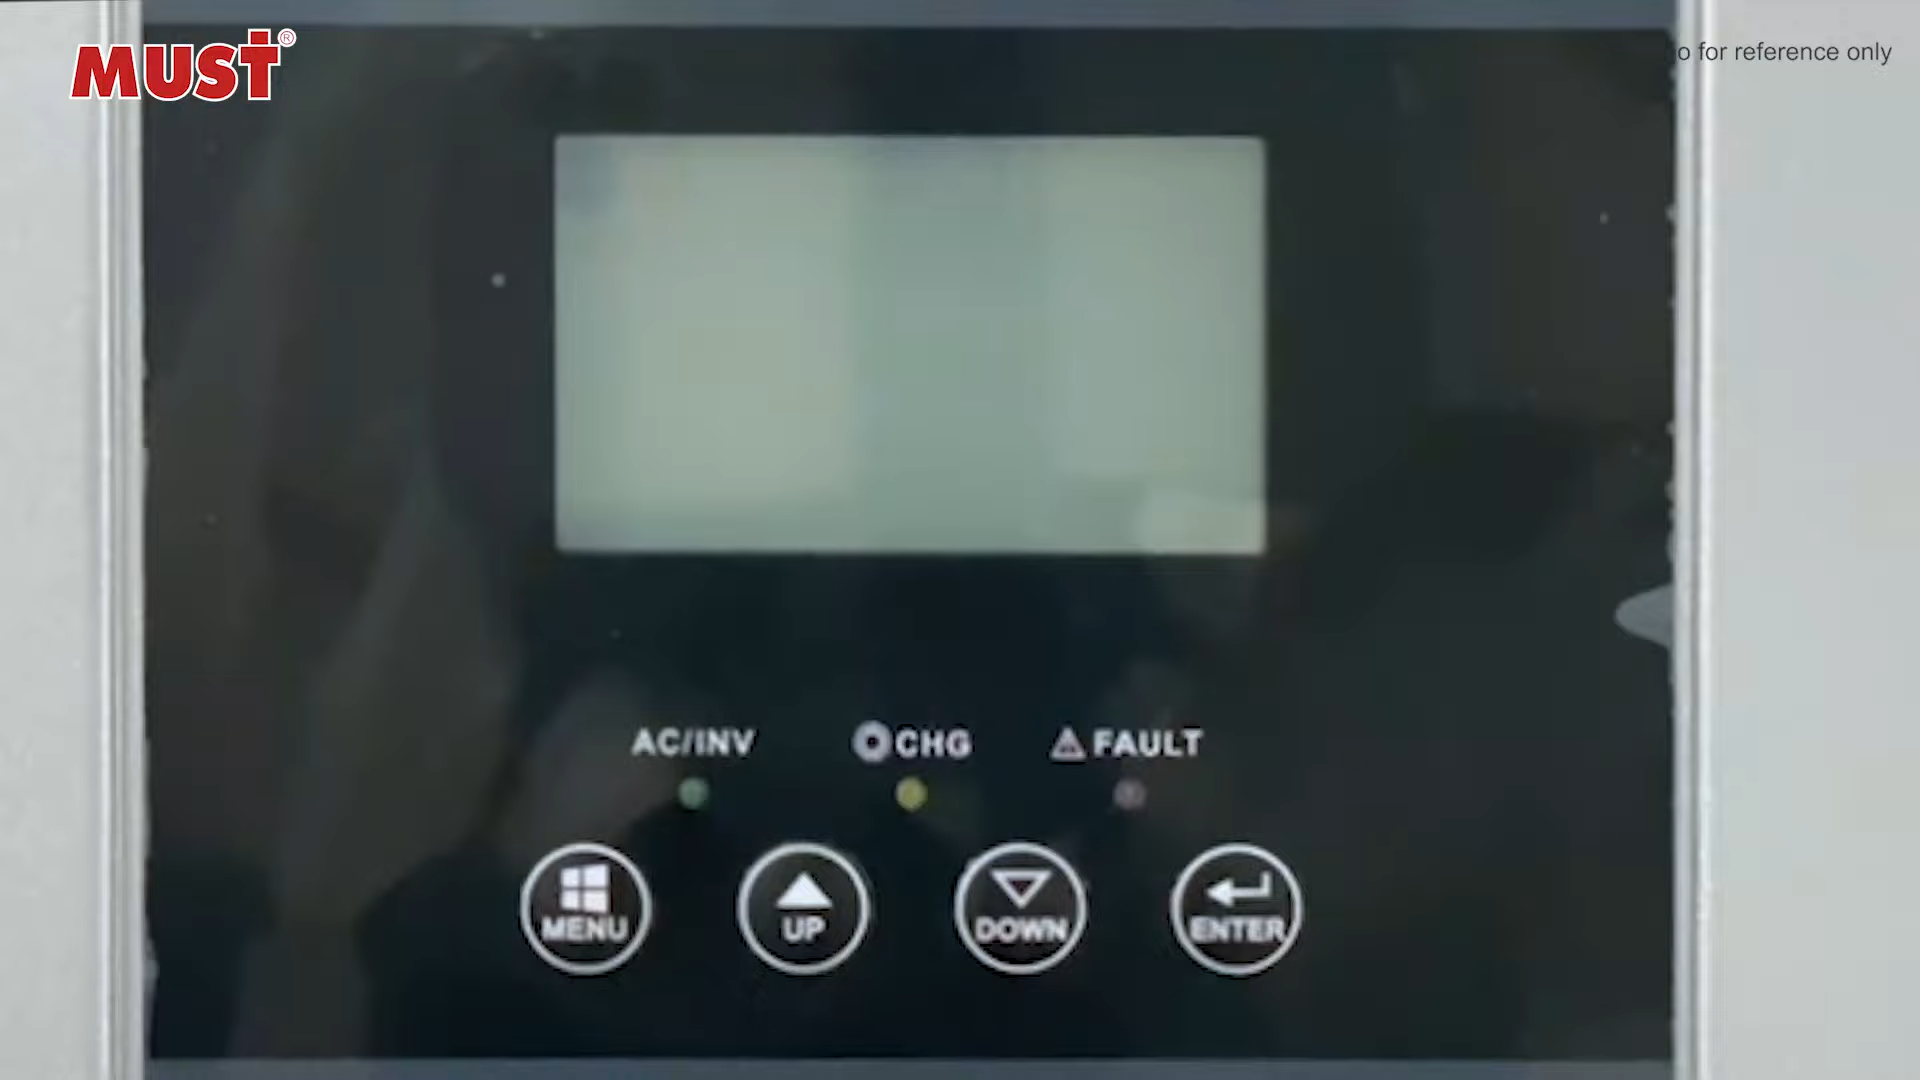 MUST®
o for reference only
AC/INV CHG FAULT
MENU UP DOWN ENTER